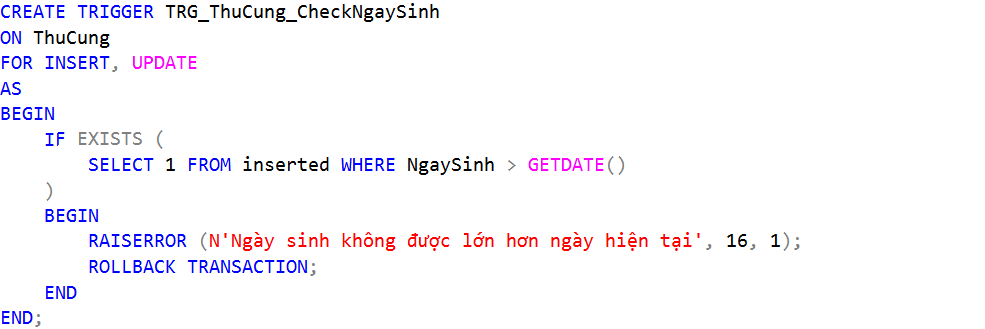 CREATE TRIGGER TRG_ThuCung_CheckNgaySinh
ON ThuCung
FOR INSERT, UPDATE
AS
BEGIN
    IF EXISTS (
        SELECT 1 FROM inserted WHERE NgaySinh > GETDATE()
    )
    BEGIN
        RAISERROR (N'Ngày sinh không được lớn hơn ngày hiện tại', 16, 1);
        ROLLBACK TRANSACTION;
    END
END;